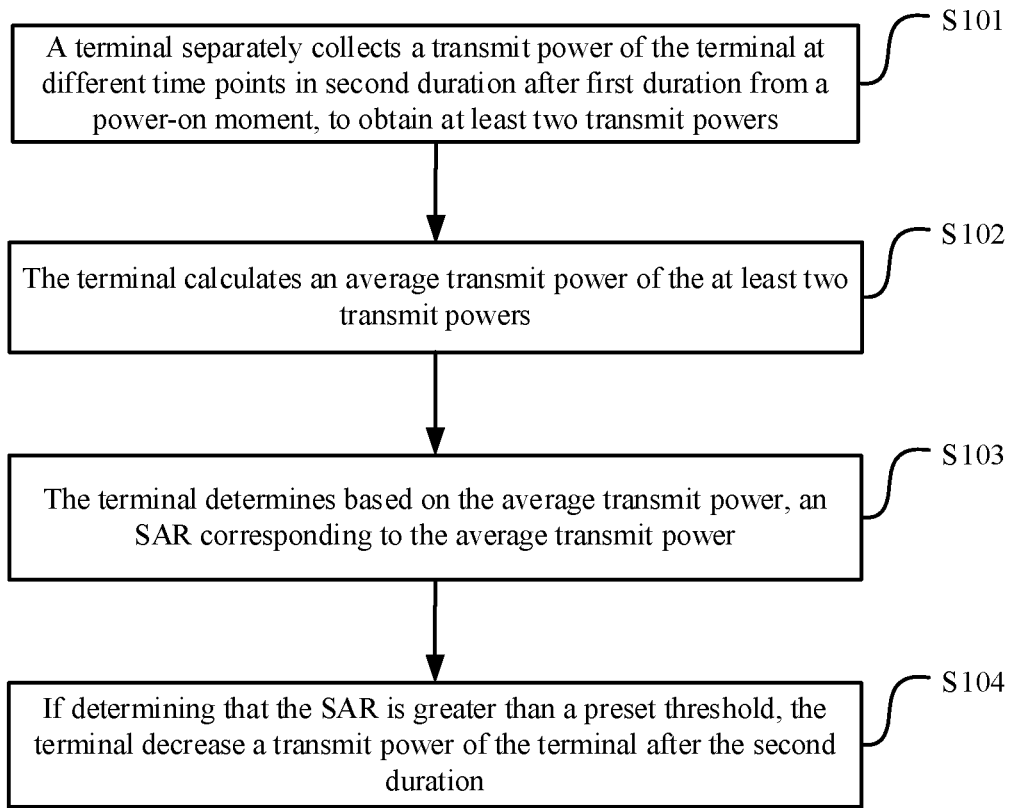 S101
A terminal separately collects a transmit power of the terminal at
different time points in second duration after first duration from a
power-on moment, to obtain at least two transmit powers
S102
The terminal calculates an average transmit power of the at least two
transmit powers
S103
The terminal determines based on the average transmit power, an
SAR corresponding to the average transmit power
S104
If determining that the SAR is greater than a preset threshold, the
terminal decrease a transmit power of the terminal after the second
duration